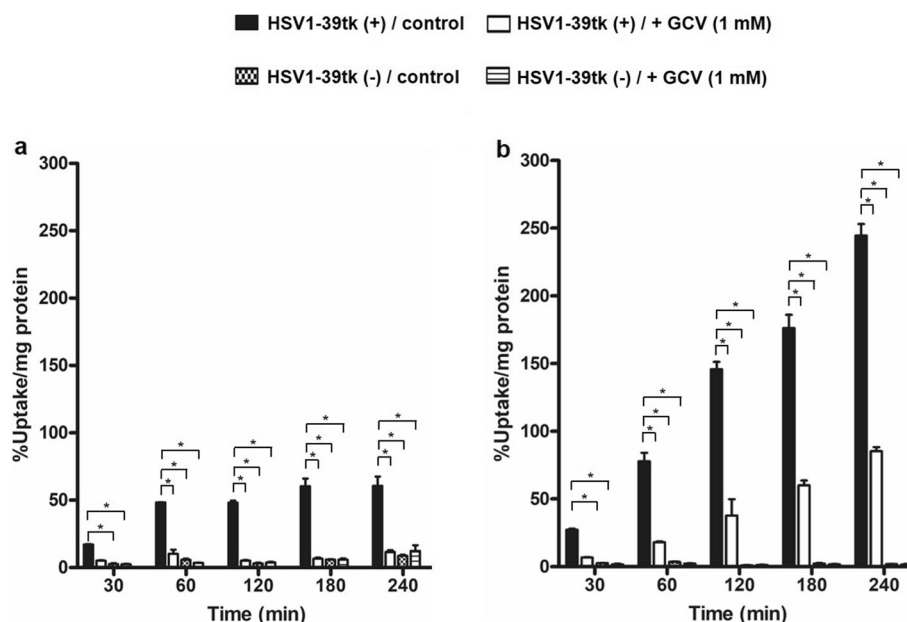 HSV1-39tk (+) / control HSV1-39tk (+) / + GCV (1 mM)
HSV1-39tk (-) / control HSV1-39tk (-) / + GCV (1 mM)
a
%Uptake/mg protein
300
250
200
150
100
50
0
* *
* * *
* * *
* * *
* * *
30 60 120 180 240
Time (min)
b
%Uptake/mg protein
300
250
200
150
100
50
0
* *
* * *
* * *
* * *
* * *
30 60 120 180 240
Time (min)